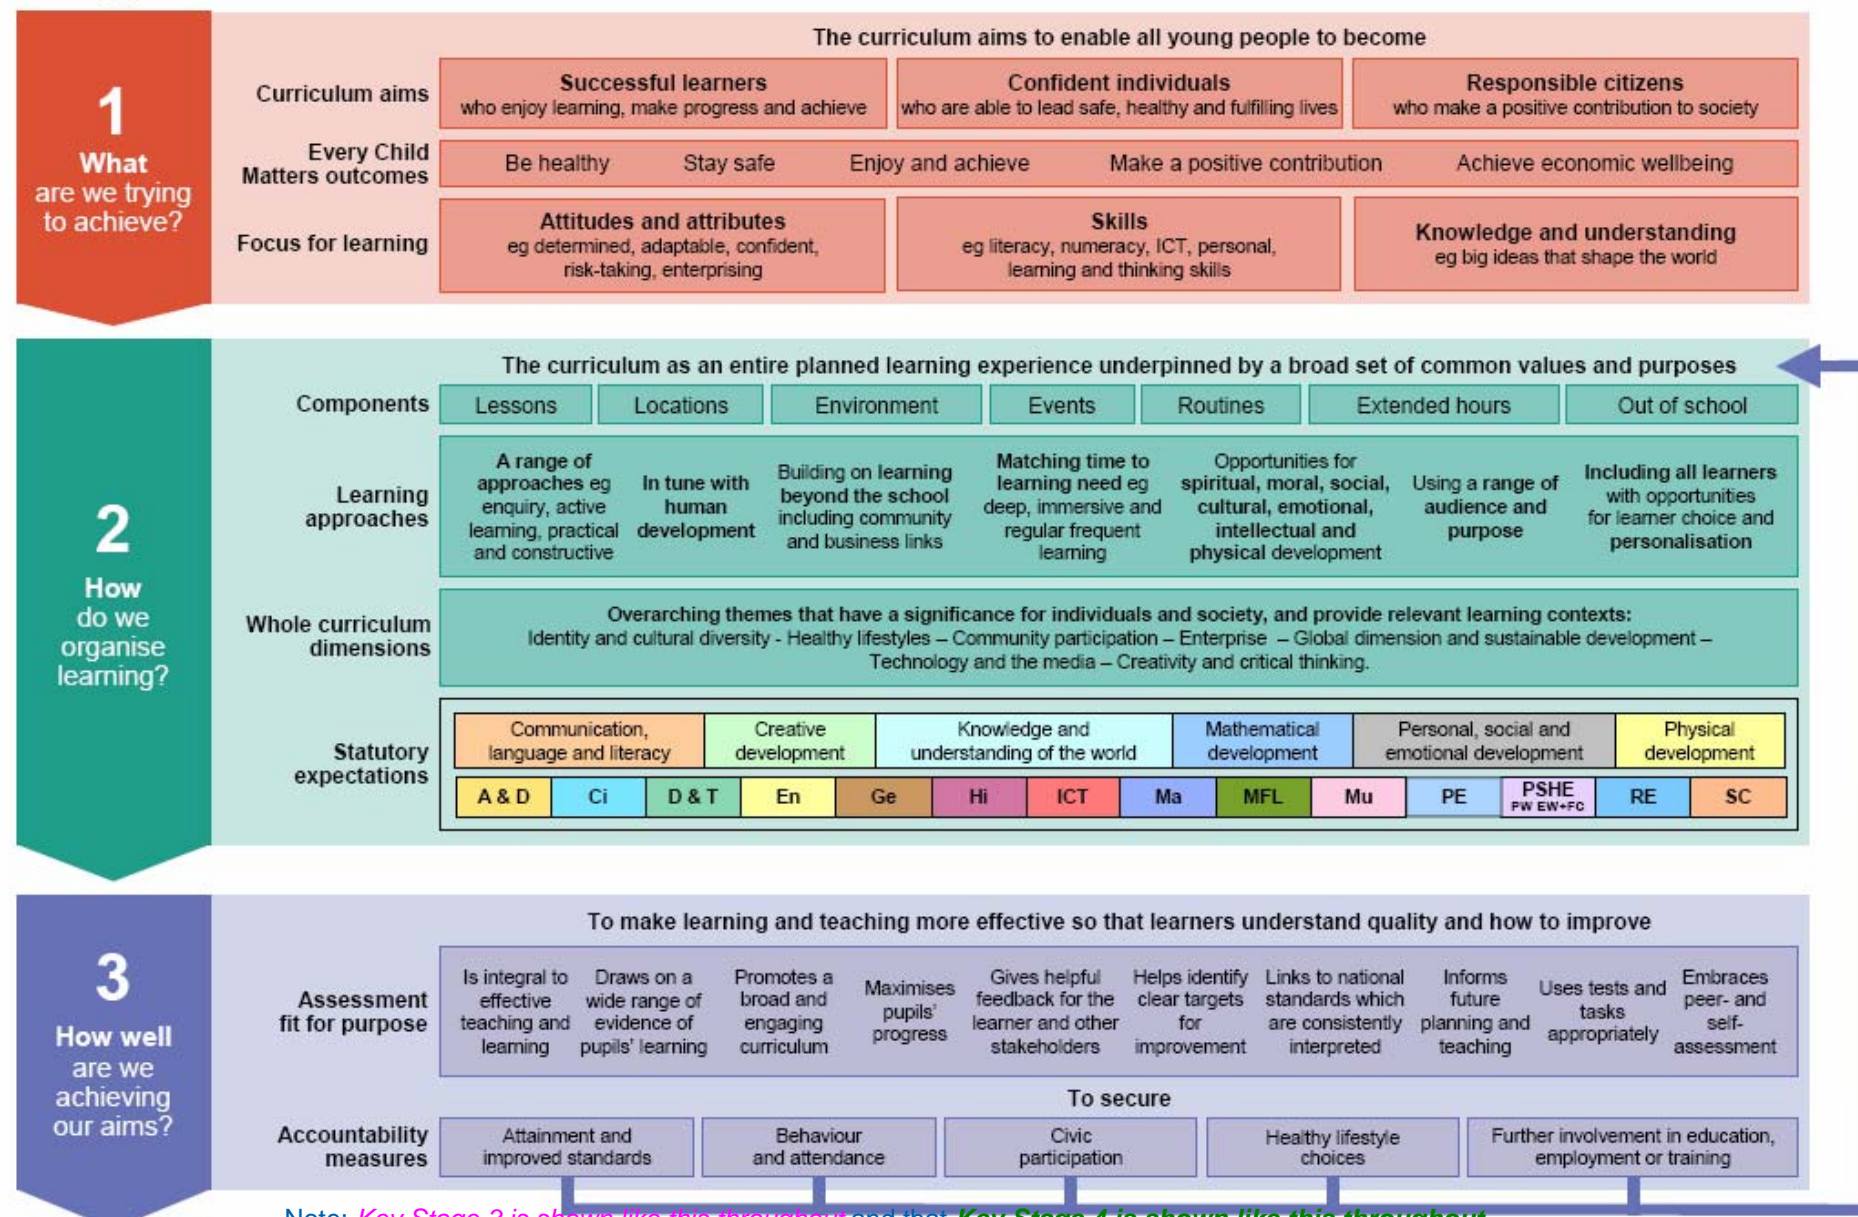 1
What
are we trying
to achieve?
The curriculum aims to enable all young people to become
Curriculum aims
Successful learners
who enjoy learning, make progress and achieve
Confident individuals
who are able to lead safe, healthy and fulfilling lives
Responsible citizens
who make a positive contribution to society
Every Child
Matters outcomes
Be healthy
Stay safe
Enjoy and achieve
Make a positive contribution
Achieve economic wellbeing
Focus for learning
Attitudes and attributes
eg determined, adaptable, confident,
risk-taking, enterprising
Skills
eg literacy, numeracy, ICT, personal,
learning and thinking skills
Knowledge and understanding
eg big ideas that shape the world
2
How
do we
organise
learning?
The curriculum as an entire planned learning experience underpinned by a broad set of common values and purposes
Components
Lessons
Locations
Environment
Events
Routines
Extended hours
Out of school
Learning
approaches
A range of
approaches eg
enquiry, active
learning, practical
and constructive
In tune with
human
development
Building on learning
beyond the school
including community
and business links
Matching time to
learning need eg
deep, immersive and
regular frequent
learning
Opportunities for
spiritual, moral, social,
cultural, emotional,
intellectual and
physical development
Using a range of
audience and
purpose
Including all learners
with opportunities
for learner choice and
personalisation
Whole curriculum
dimensions
Overarching themes that have a significance for individuals and society, and provide relevant learning contexts:
Identity and cultural diversity - Healthy lifestyles – Community participation – Enterprise – Global dimension and sustainable development –
Technology and the media – Creativity and critical thinking.
Statutory
expectations
Communication,
language and literacy
Creative
development
Knowledge and
understanding of the world
Mathematical
development
Personal, social and
emotional development
Physical
development
A & D
Ci
D & T
En
Ge
Hi
ICT
Ma
MFL
Mu
PE
PSHE
PW EW+FC
RE
SC
3
How well
are we
achieving
our aims?
To make learning and teaching more effective so that learners understand quality and how to improve
Assessment
fit for purpose
Is integral to
effective
teaching and
learning
Draws on a
wide range of
evidence of
pupils' learning
Promotes a
broad and
engaging
curriculum
Maximises
pupils'
progress
Gives helpful
feedback for the
learner and other
stakeholders
Helps identify
clear targets
for
improvement
Links to national
standards which
are consistently
interpreted
Informs
future
planning and
teaching
Uses tests and
tasks
appropriately
Embraces
peer- and
self-
assessment
To secure
Accountability
measures
Attainment and
improved standards
Behaviour
and attendance
Civic
participation
Healthy lifestyle
choices
Further involvement in education,
employment or training
Note: Key Stage 3 is shown like this throughout and that Key Stage 4 is shown like this throughout